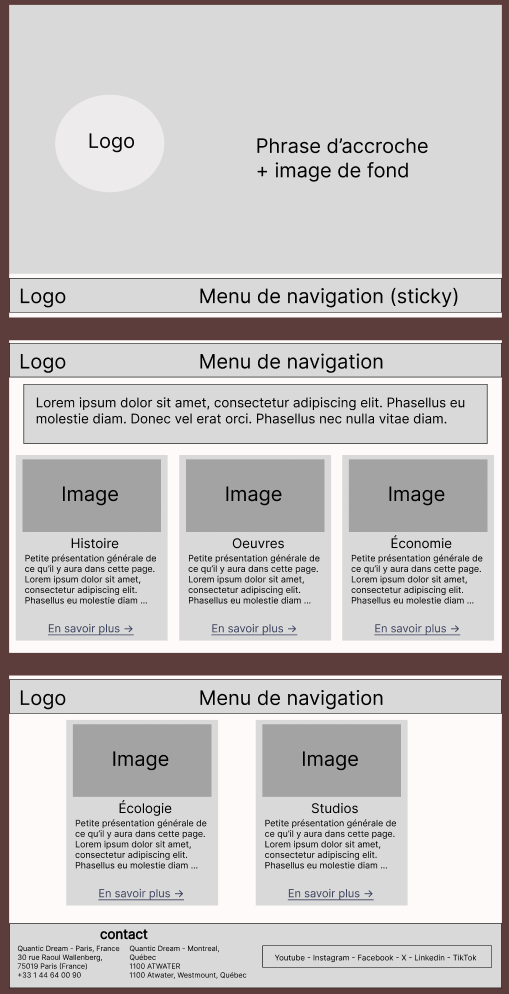 Logo
Phrase d’accroche
+ image de fond
Logo Menu de navigation (sticky)
Logo Menu de navigation
Lorem ipsum dolor sit amet, consectetur adipiscing elit. Phasellus eu
molestie diam. Donec vel erat orci. Phasellus nec nulla vitae diam.
Image
Histoire
Petite présentation générale de
ce qu’il y aura dans cette page.
Lorem ipsum dolor sit amet,
consectetur adipiscing elit.
Phasellus eu molestie diam ...
En savoir plus →
Image
Oeuvres
Petite présentation générale de
ce qu’il y aura dans cette page.
Lorem ipsum dolor sit amet,
consectetur adipiscing elit.
Phasellus eu molestie diam ...
En savoir plus →
Image
Économie
Petite présentation générale de
ce qu’il y aura dans cette page.
Lorem ipsum dolor sit amet,
consectetur adipiscing elit.
Phasellus eu molestie diam ...
En savoir plus →
Logo Menu de navigation
Image
Écologie
Petite présentation générale de
ce qu’il y aura dans cette page.
Lorem ipsum dolor sit amet,
consectetur adipiscing elit.
Phasellus eu molestie diam ...
En savoir plus →
Image
Studios
Petite présentation générale de
ce qu’il y aura dans cette page.
Lorem ipsum dolor sit amet,
consectetur adipiscing elit.
Phasellus eu molestie diam ...
En savoir plus →
contact
Quantic Dream - Paris, France
30 rue Raoul Wallenberg,
75019 Paris (France)
+33 1 44 64 00 90
Quantic Dream - Montreal,
Québec
1100 ATWATER
1100 Atwater, Westmount, Québec
Youtube - Instagram - Facebook - X - Linkedin - TikTok